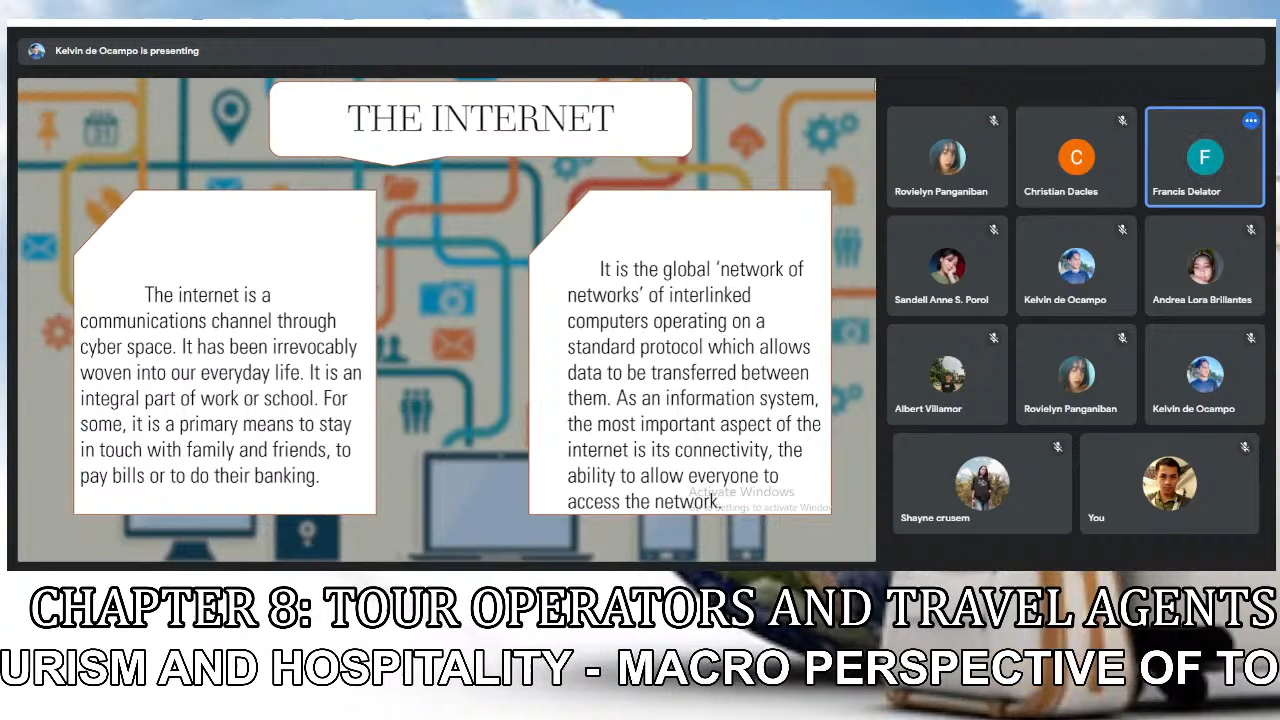 Kelvin de Ocampo is presenting
THE INTERNET
The internet is a
communications channel through
cyber space. It has been irrevocably
woven into our everyday life. It is an
integral part of work or school. For
some, it is a primary means to stay
in touch with family and friends, to
pay bills or to do their banking.
It is the global ‘network of
networks’ of interlinked
computers operating on a
standard protocol which allows
data to be transferred between
them. As an information system,
the most important aspect of the
internet is its connectivity, the
ability to allow everyone to
access the network.
Activate Windows
settings to activate
Rovielyn Panganiban
C
Christian Dacles
F
Francis Delator
Sandell Anne S. Porol
Kelvin de Ocampo
Andrea Lora Brillantes
Albert Villamor
Rovielyn Panganiban
Kelvin de Ocampo
Shayne crusem
You
CHAPTER 8: TOUR OPERATORS AND TRAVEL AGENTS
URISM AND HOSPITALITY - MACRO PERSPECTIVE OF TO